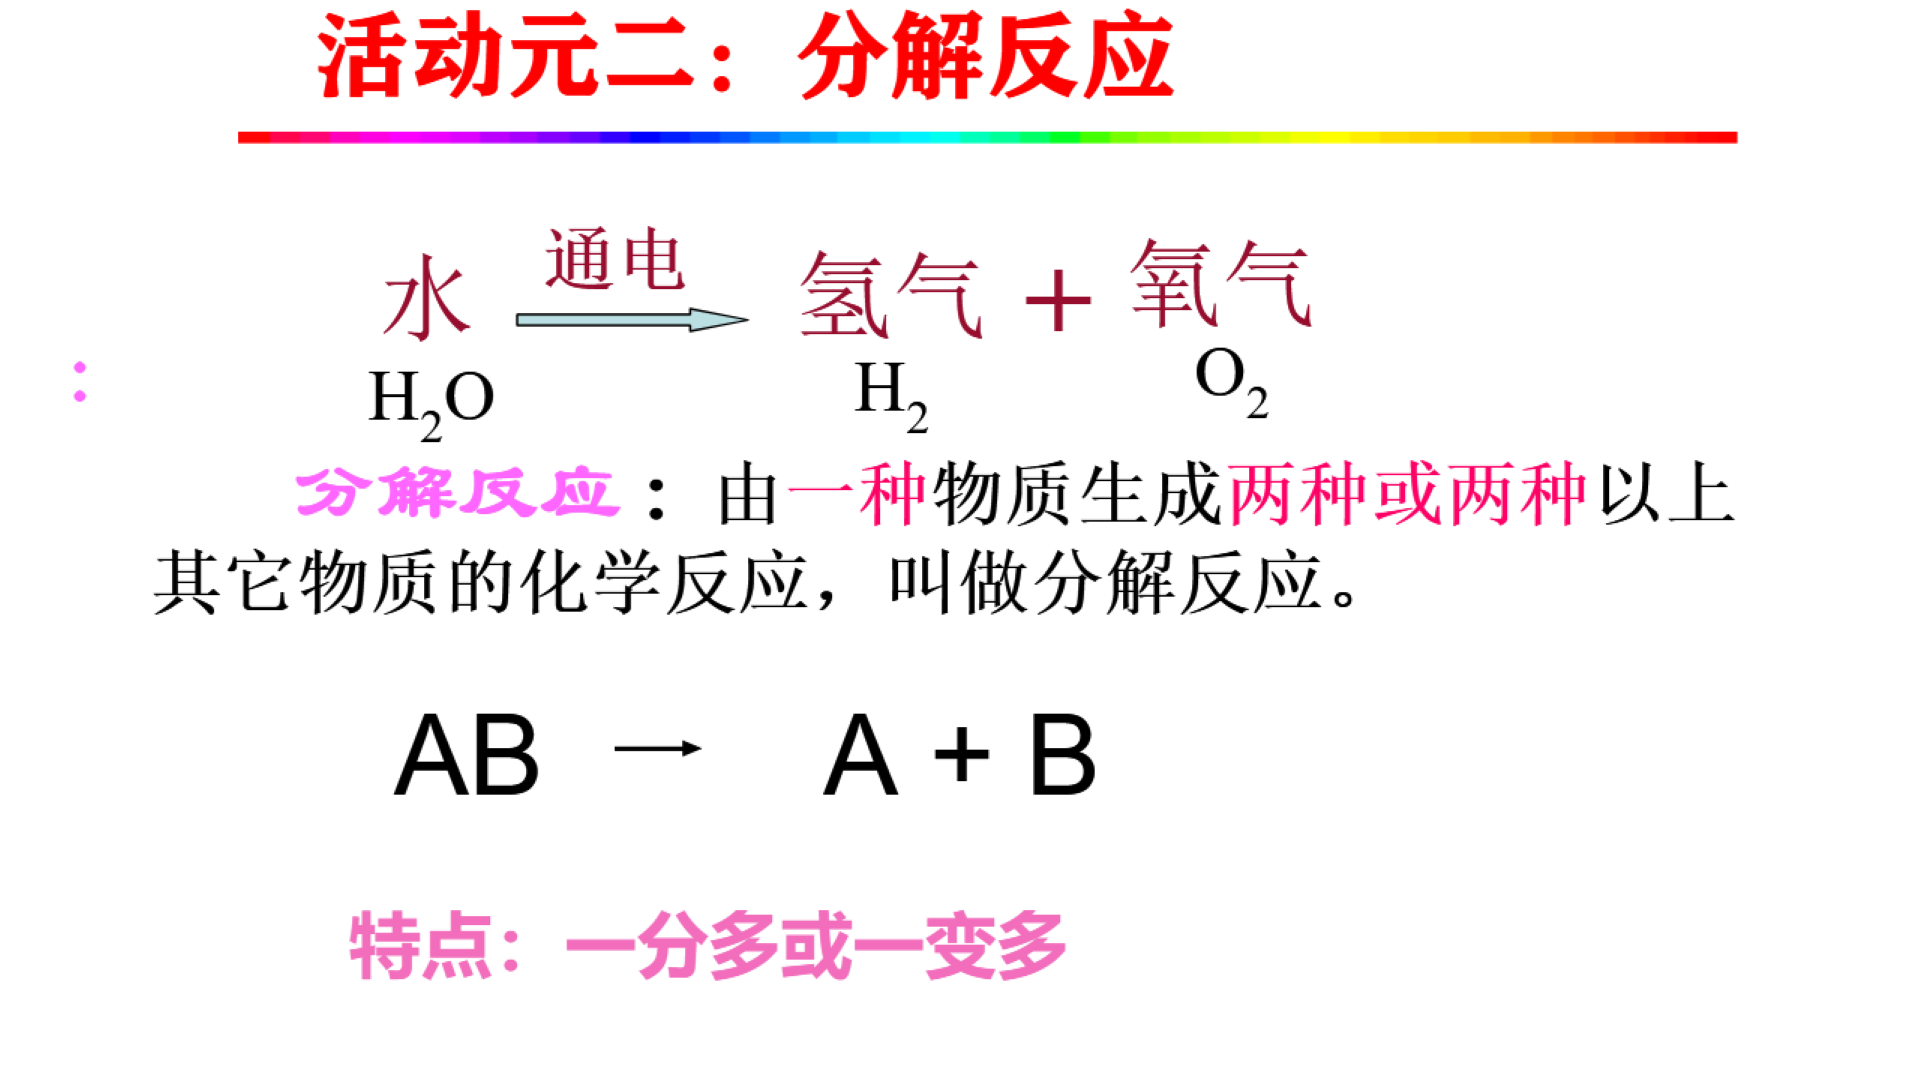 活动元二：分解反应
通电
水 氢气 + 氧气
H₂O H₂ O₂
：
分解反应：由一种物质生成两种或两种以上
其它物质的化学反应，叫做分解反应。
AB → A + B
特点：一分多或一变多